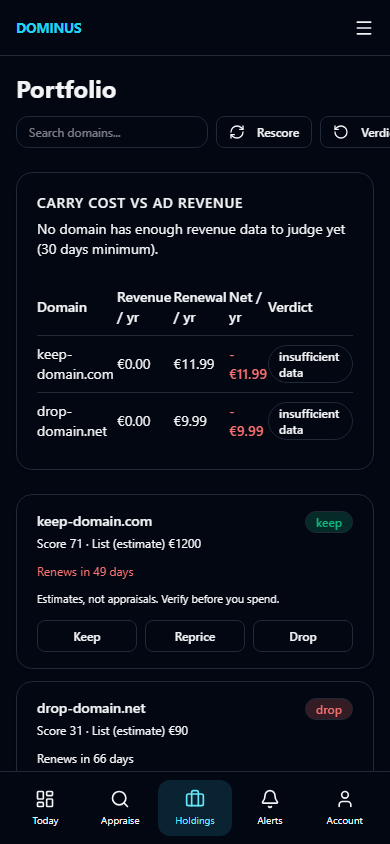 DOMINUS
Portfolio
Search domains...
Rescore
Verdi
CARRY COST VS AD REVENUE
No domain has enough revenue data to judge yet
(30 days minimum).
Domain Revenue / yr Renewal / yr Net / yr Verdict
keep-domain.com €0.00 €11.99 -€11.99 insufficient data
drop-domain.net €0.00 €9.99 -€9.99 insufficient data
keep-domain.com keep
Score 71 · List (estimate) €1200
Renews in 49 days
Estimates, not appraisals. Verify before you spend.
Keep Reprice Drop
drop-domain.net drop
Score 31 · List (estimate) €90
Renews in 66 days
Today Appraise Holdings Alerts Account